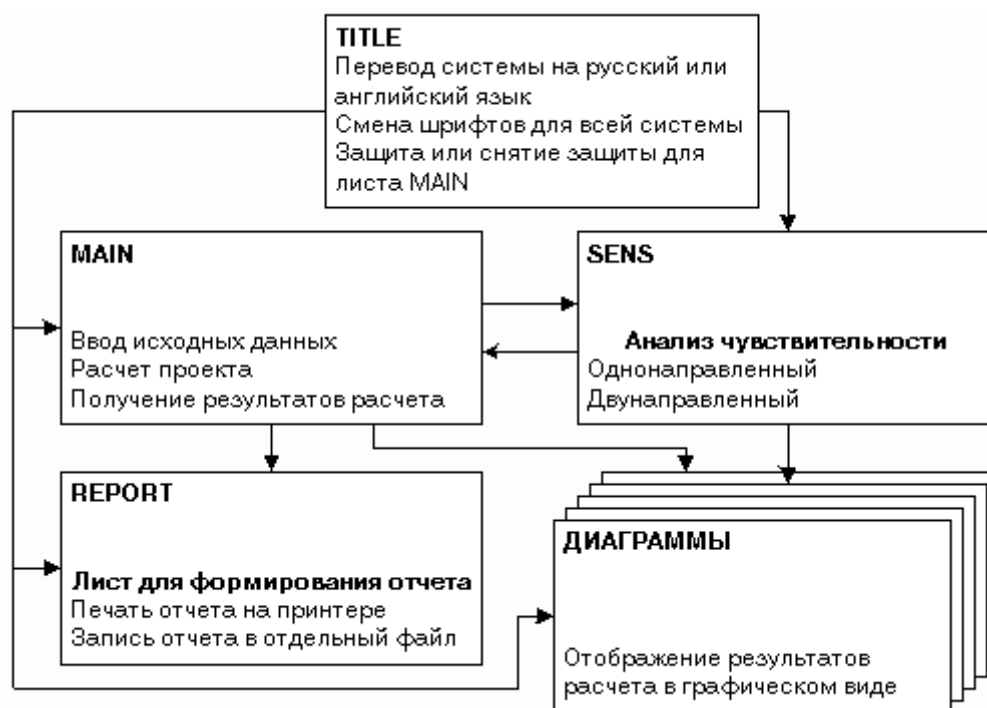 TITLE
Перевод системы на русский или
английский язык
Смена шрифтов для всей системы
Защита или снятие защиты для
листа MAIN
MAIN
Ввод исходных данных
Расчет проекта
Получение результатов расчета
SENS
Анализ чувствительности
Однонаправленный
Двунаправленный
REPORT
Лист для формирования отчета
Печать отчета на принтере
Запись отчета в отдельный файл
ДИАГРАММЫ
Отображение результатов
расчета в графическом виде